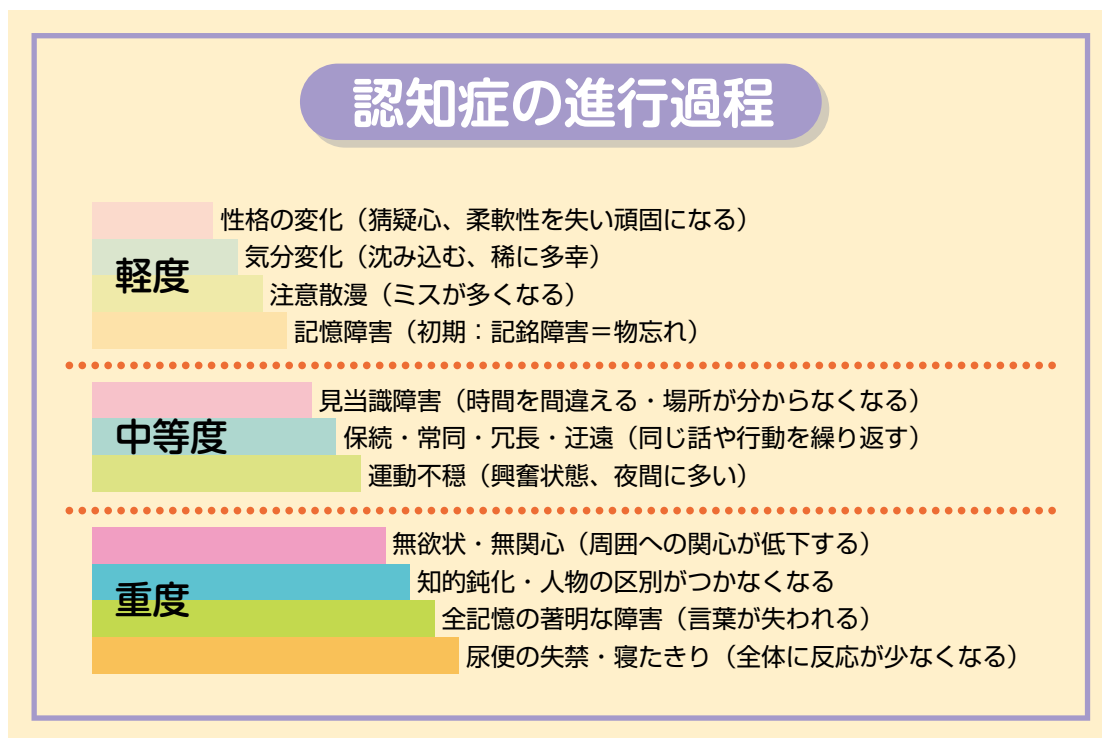 認知症の進行過程
軽度
性格の変化（猜疑心、柔軟性を失い頑固になる）
気分変化（沈み込む、稀に多幸）
注意散漫（ミスが多くなる）
記憶障害（初期：記銘障害＝物忘れ）
中等度
見当識障害（時間を間違える・場所が分からなくなる）
保続・常同・冗長・迂遠（同じ話や行動を繰り返す）
運動不穏（興奮状態、夜間に多い）
重度
無欲状・無関心（周囲への関心が低下する）
知的鈍化・人物の区別がつかなくなる
全記憶の著明な障害（言葉が失われる）
尿便の失禁・寝たきり（全体に反応が少なくなる）